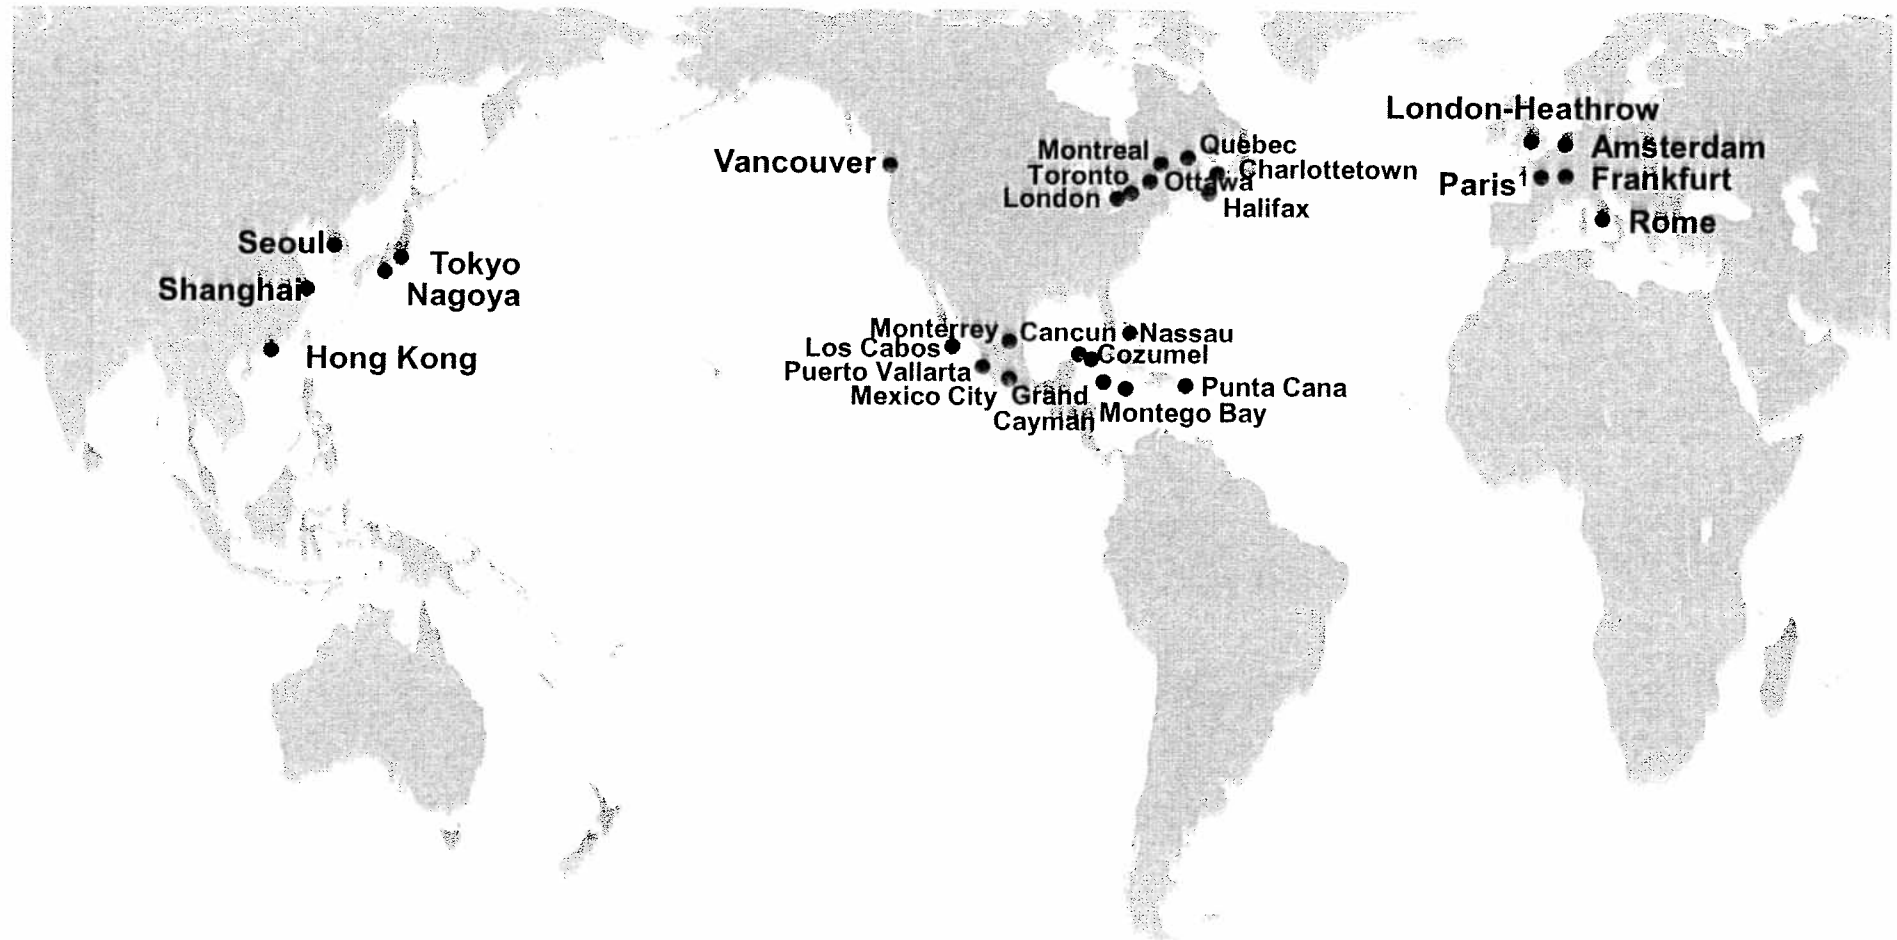 London-Heathrow
Amsterdam
Paris1
Frankfurt
Rome
Vancouver
Montreal
Québec
Toronto
Ottawa
Charlottetown
London
Halifax
Seoul
Tokyo
Shanghai
Nagoya
Hong Kong
Monterrey
Cancun
Nassau
Los Cabos
Cozumel
Puerto Vallarta
Mexico City
Grand
Cayman
Punta Cana
Montego Bay